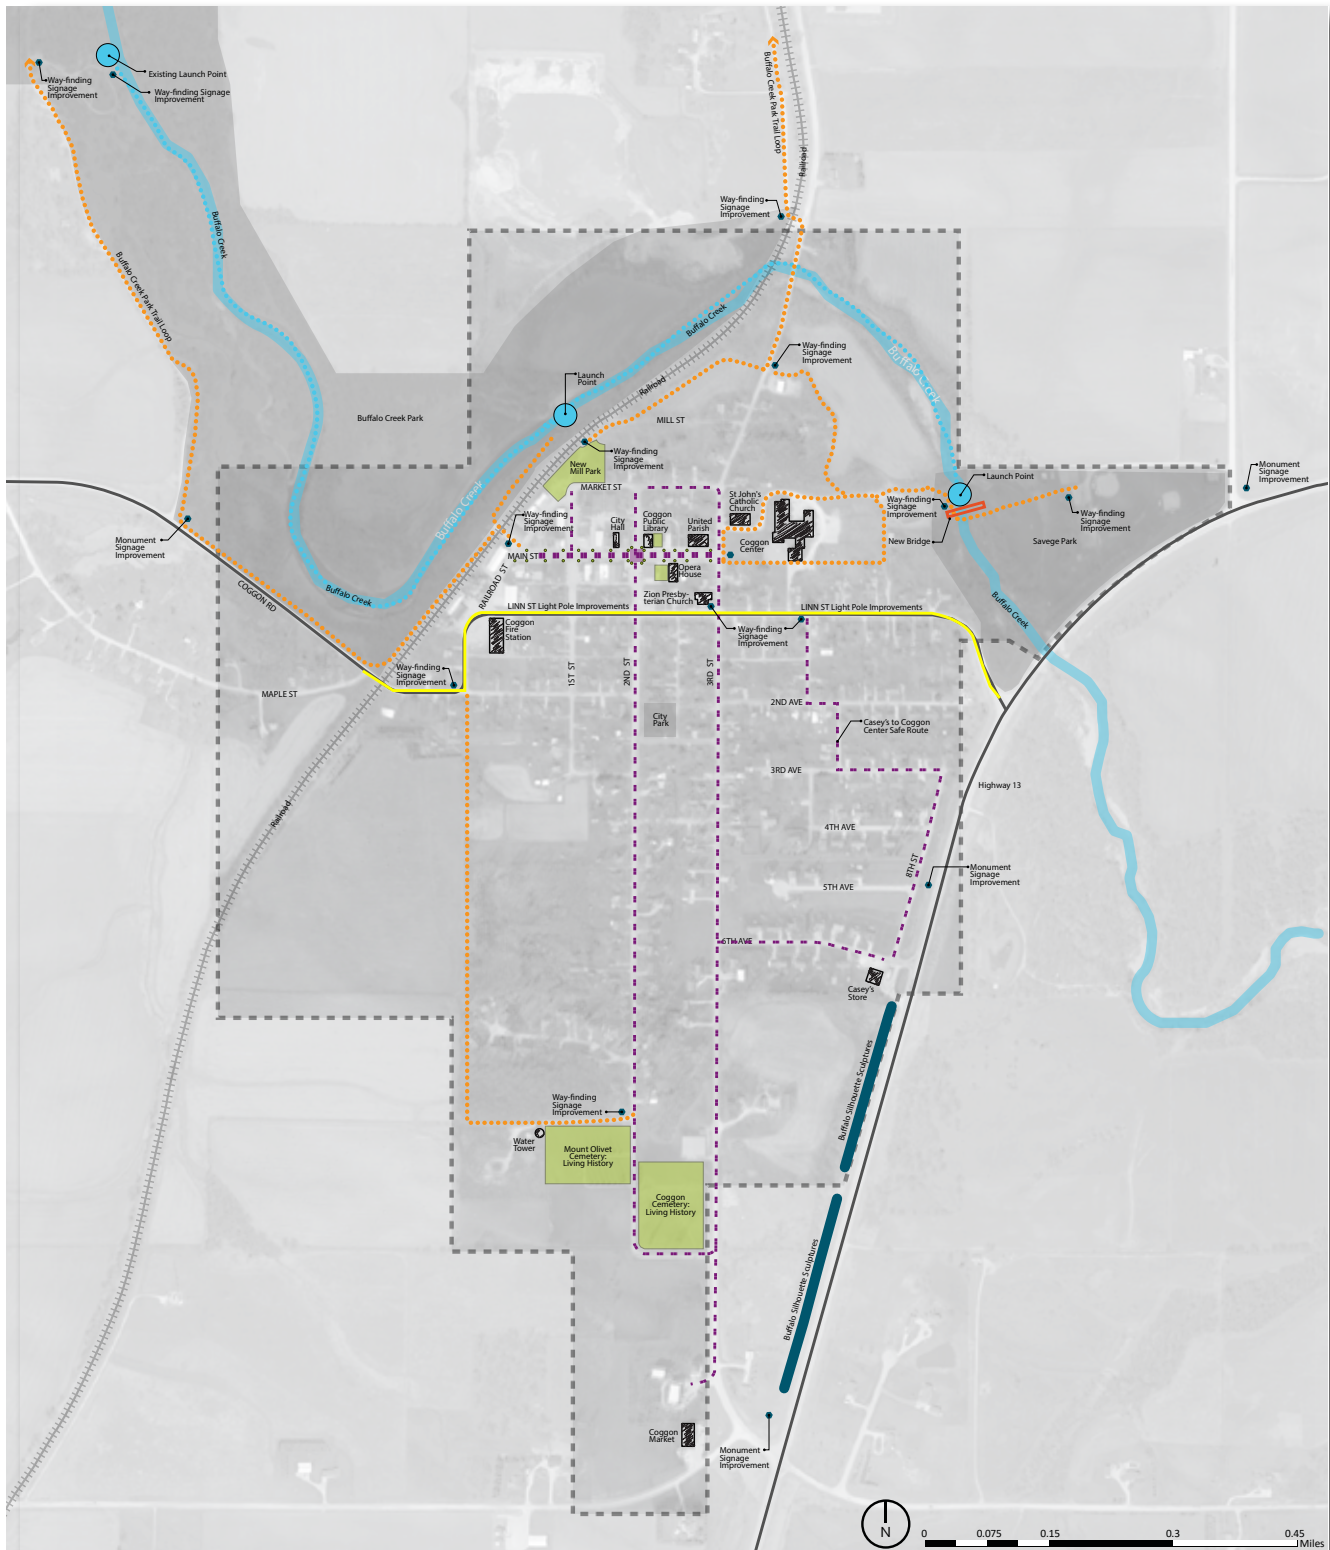 Existing Launch Point
Way-finding
Signage
Improvement
Way-finding Signage
Improvement
Buffalo Creek Park Trail Loop
Railroad
Way-finding
Signage
Improvement
Buffalo Creek
Buffalo Creek Park Trail Loop
Buffalo Creek
Buffalo Creek
Way-finding
Signage
Improvement
Launch
Point
Railroad
Buffalo Creek Park
MILL ST
Way-finding
Signage
Improvement
New
Mill Park
MARKET ST
Buffalo Creek
St John's
Catholic
Church
Way-finding
Signage
Improvement
Launch Point
Monument
Signage
Improvement
Way-finding
Signage
Improvement
Savege Park
New Bridge
Way-finding
Signage
Improvement
City
Hall
Coggon
Public
Library
United
Parish
Coggon
Center
Monument
Signage
Improvement
MAIN ST
Opera
House
RAILROAD ST
Zion Presby-
terian Church
COGGON RD
Buffalo Creek
Buffalo Creek
LINN ST Light Pole Improvements
LINN ST Light Pole Improvements
Coggon
Fire
Station
Way-finding
Signage
Improvement
Way-finding
Signage
Improvement
1ST ST
2ND ST
3RD ST
MAPLE ST
2ND AVE
City
Park
Casey's to Coggon
Center Safe Route
3RD AVE
Highway 13
Railroad
4TH AVE
8TH ST
Monument
Signage
Improvement
5TH AVE
6TH AVE
Casey's
Store
Buffalo Silhouette Sculptures
Way-finding
Signage
Improvement
Water
Tower
Mount Olivet
Cemetery:
Living History
Coggon
Cemetery:
Living History
Buffalo Silhouette Sculptures
Coggon
Market
Monument
Signage
Improvement
N
0 0.075 0.15 0.3 0.45
Miles